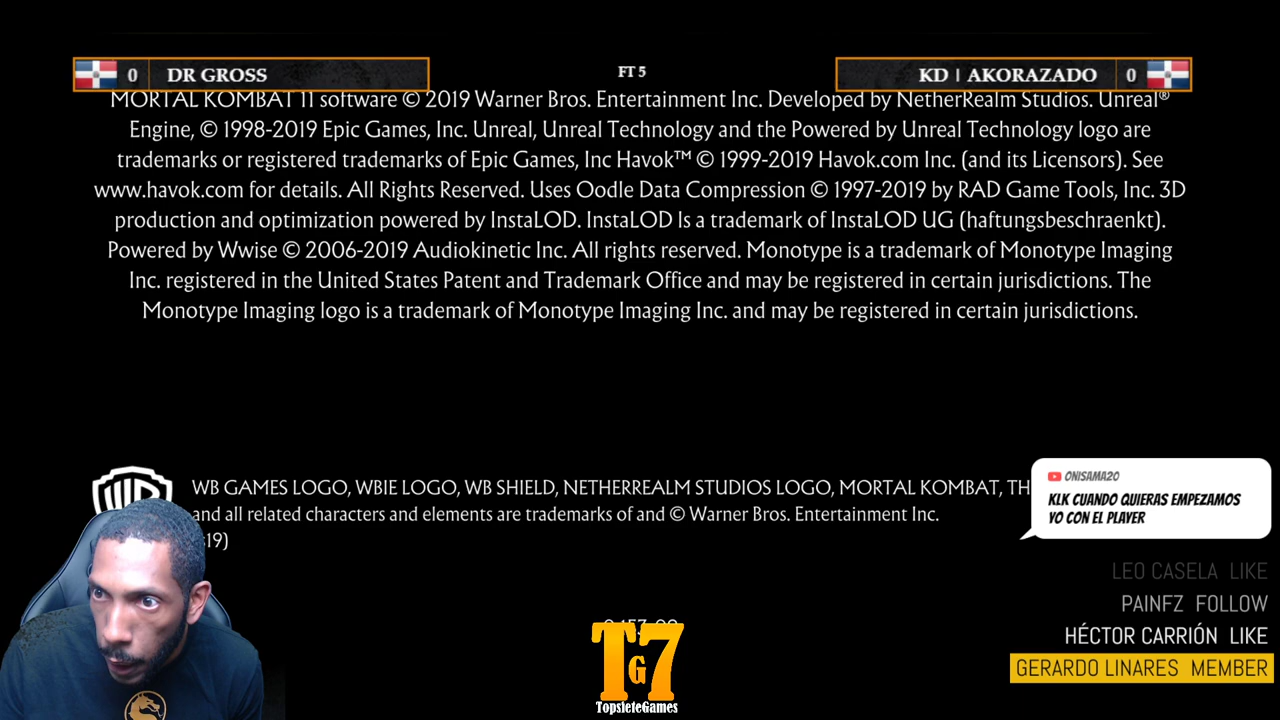 0 DR GROSS
FT 5
KD | AKORAZADO 0
MORTAL KOMBAT 11 software © 2019 Warner Bros. Entertainment Inc. Developed by NetherRealm Studios. Unreal®
Engine, © 1998-2019 Epic Games, Inc. Unreal, Unreal Technology and the Powered by Unreal Technology logo are
trademarks or registered trademarks of Epic Games, Inc Havok™ © 1999-2019 Havok.com Inc. (and its Licensors). See
www.havok.com for details. All Rights Reserved. Uses Oodle Data Compression © 1997-2019 by RAD Game Tools, Inc. 3D
production and optimization powered by InstaLOD. InstaLOD Is a trademark of InstaLOD UG (haftungsbeschraenkt).
Powered by Wwise © 2006-2019 Audiokinetic Inc. All rights reserved. Monotype is a trademark of Monotype Imaging
Inc. registered in the United States Patent and Trademark Office and may be registered in certain jurisdictions. The
Monotype Imaging logo is a trademark of Monotype Imaging Inc. and may be registered in certain jurisdictions.
WB GAMES LOGO, WBIE LOGO, WB SHIELD, NETHERREALM STUDIOS LOGO, MORTAL KOMBAT, TH
and all related characters and elements are trademarks of and © Warner Bros. Entertainment Inc.
s19)
ONISAMA20
KLK CUANDO QUIERAS EMPEZAMOS
YO CON EL PLAYER
LEO CASELA LIKE
PAINFZ FOLLOW
HÉCTOR CARRIÓN LIKE
GERARDO LINARES MEMBER
TG7
TopsieteGames